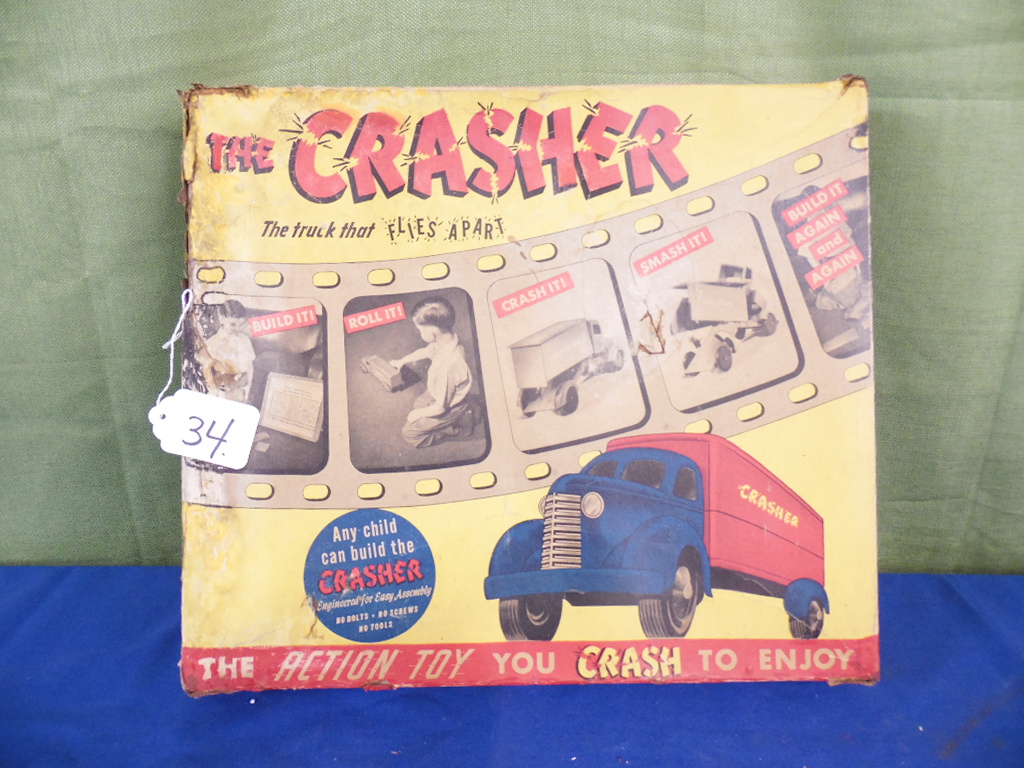 THE CRASHER
The truck that FLIES APART
BUILD IT!
ROLL IT!
CRASH IT!
SMASH IT!
BUILD IT
AGAIN
and
AGAIN
34.
CRASHER
Any child
can build the
CRASHER
Engineered for Easy Assembly
NO BOLTS • NO SCREWS
NO TOOLS
THE ACTION TOY YOU CRASH TO ENJOY